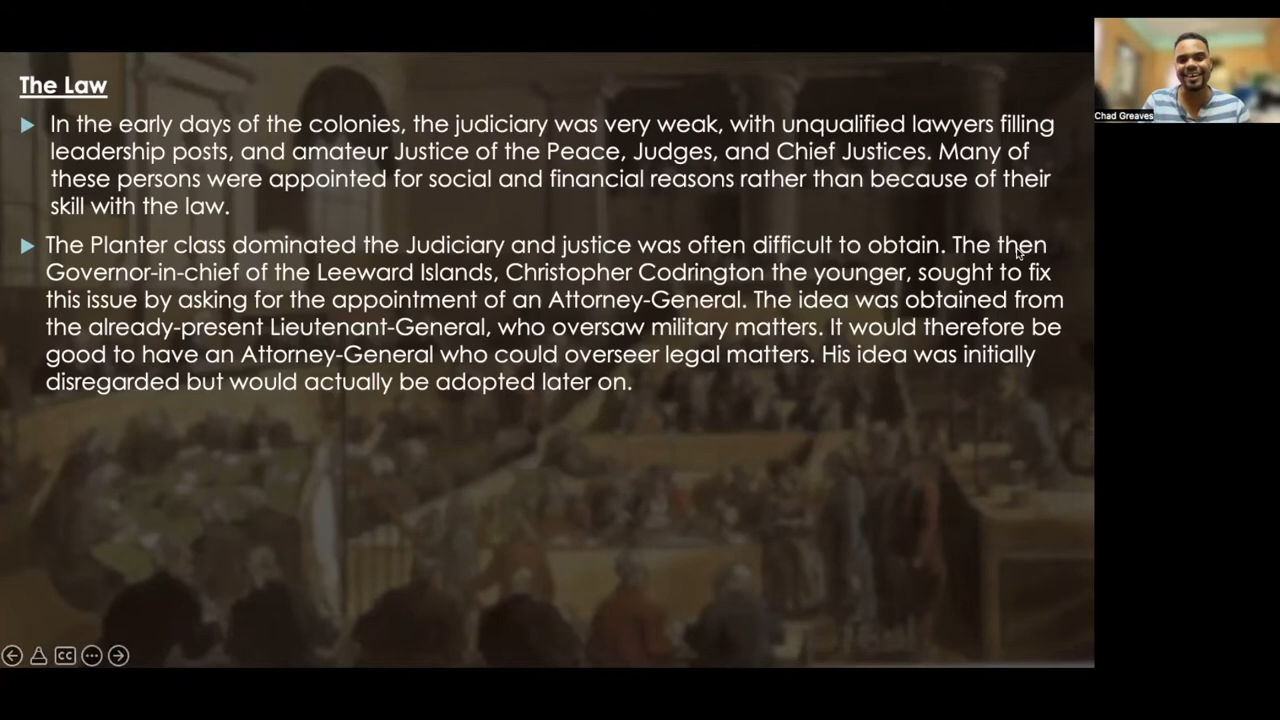 The Law
In the early days of the colonies, the judiciary was very weak, with unqualified lawyers filling
leadership posts, and amateur Justice of the Peace, Judges, and Chief Justices. Many of
these persons were appointed for social and financial reasons rather than because of their
skill with the law.
The Planter class dominated the Judiciary and justice was often difficult to obtain. The then
Governor-in-chief of the Leeward Islands, Christopher Codrington the younger, sought to fix
this issue by asking for the appointment of an Attorney-General. The idea was obtained from
the already-present Lieutenant-General, who oversaw military matters. It would therefore be
good to have an Attorney-General who could overseer legal matters. His idea was initially
disregarded but would actually be adopted later on.
Chad Greaves
CC